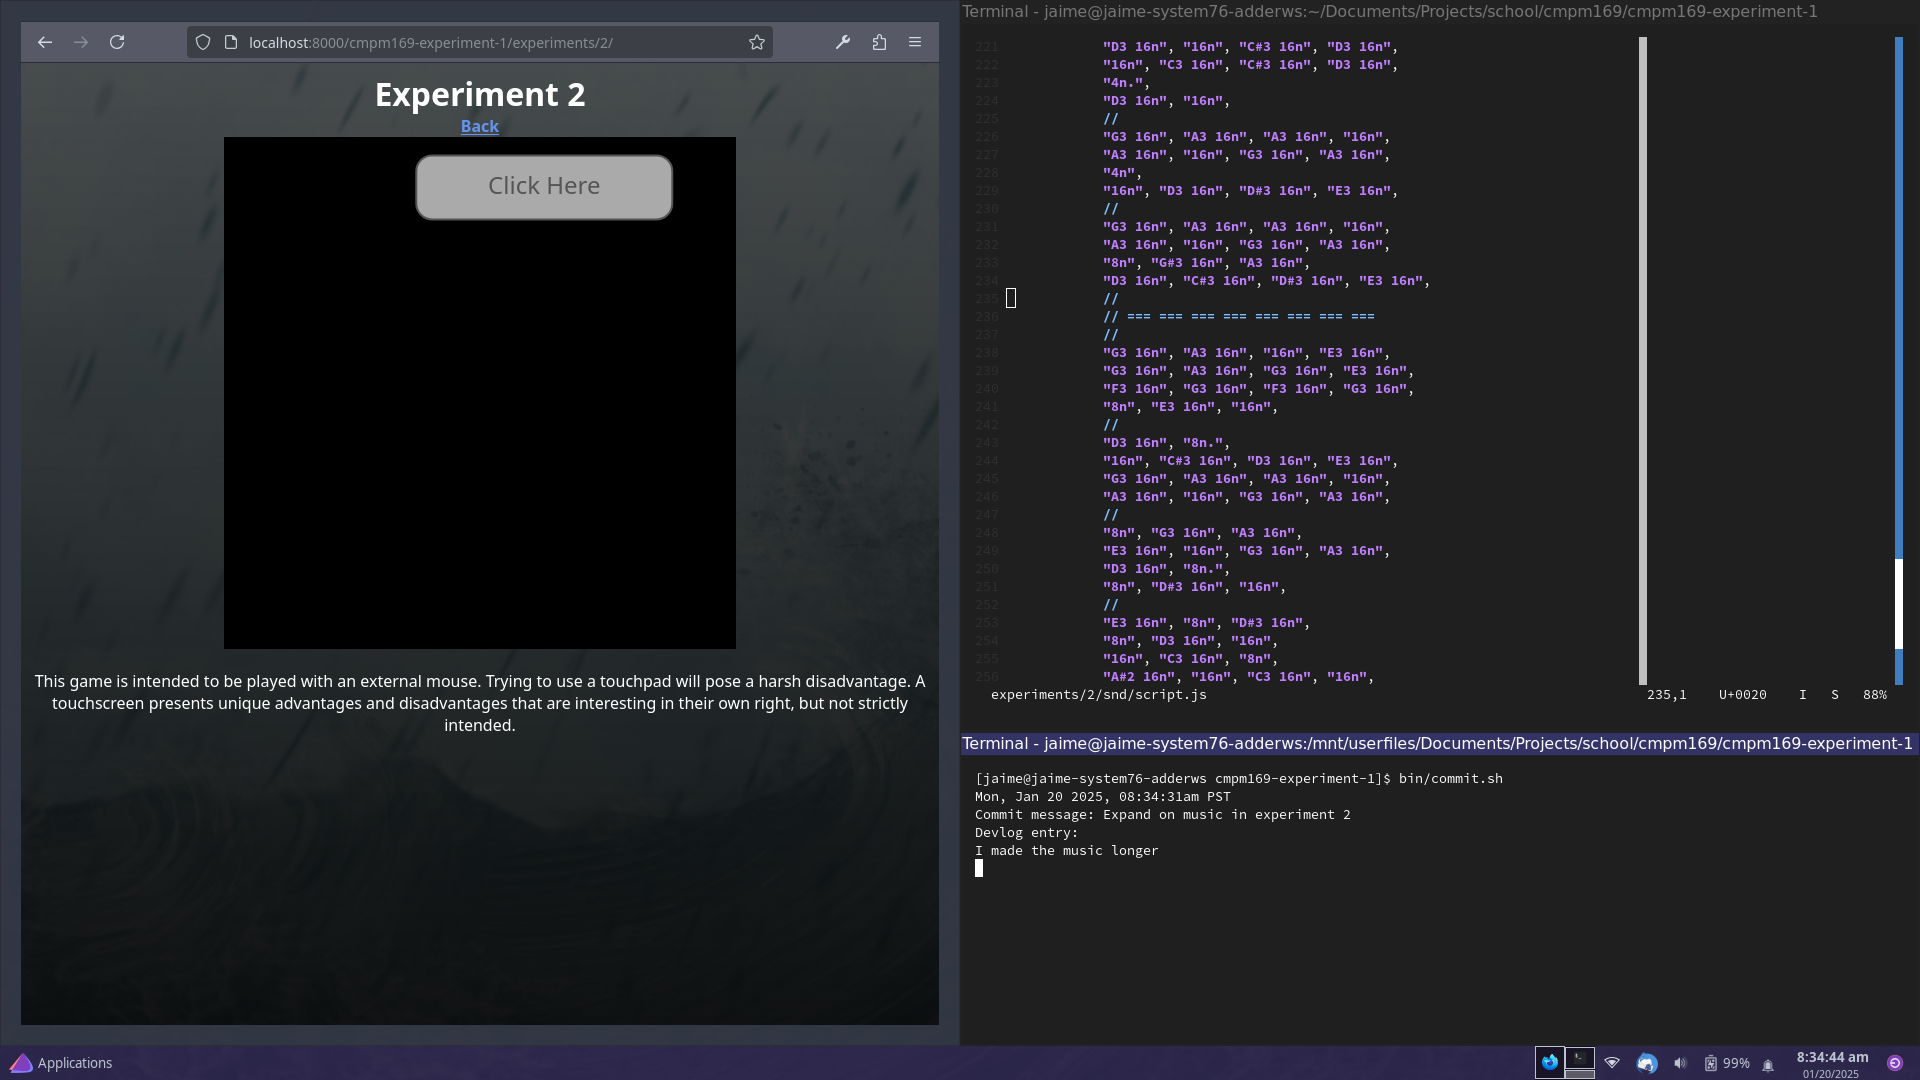 localhost:8000/cmpm169-experiment-1/experiments/2/
Experiment 2
Back
Click Here
This game is intended to be played with an external mouse. Trying to use a touchpad will pose a harsh disadvantage. A
touchscreen presents unique advantages and disadvantages that are interesting in their own right, but not strictly
intended.
Terminal - jaime@jaime-system76-adderws:~/Documents/Projects/school/cmpm169/cmpm169-experiment-1
221 "D3 16n", "16n", "C#3 16n", "D3 16n",
222 "16n", "C3 16n", "C#3 16n", "D3 16n",
223 "4n.",
224 "D3 16n", "16n",
225 //
226 "G3 16n", "A3 16n", "A3 16n", "16n",
227 "A3 16n", "16n", "G3 16n", "A3 16n",
228 "4n",
229 "16n", "D3 16n", "D#3 16n", "E3 16n",
230 //
231 "G3 16n", "A3 16n", "A3 16n", "16n",
232 "A3 16n", "16n", "G3 16n", "A3 16n",
233 "8n", "G#3 16n", "A3 16n",
234 "D3 16n", "C#3 16n", "D#3 16n", "E3 16n",
235 //
236 // === === === === === === === ===
237 //
238 "G3 16n", "A3 16n", "16n", "E3 16n",
239 "G3 16n", "A3 16n", "G3 16n", "E3 16n",
240 "F3 16n", "G3 16n", "F3 16n", "G3 16n",
241 "8n", "E3 16n", "16n",
242 //
243 "D3 16n", "8n.",
244 "16n", "C#3 16n", "D3 16n", "E3 16n",
245 "G3 16n", "A3 16n", "A3 16n", "16n",
246 "A3 16n", "16n", "G3 16n", "A3 16n",
247 //
248 "8n", "G3 16n", "A3 16n",
249 "E3 16n", "16n", "G3 16n", "A3 16n",
250 "D3 16n", "8n.",
251 "8n", "D#3 16n", "16n",
252 //
253 "E3 16n", "8n", "D#3 16n",
254 "8n", "D3 16n", "16n",
255 "16n", "C3 16n", "8n",
256 "A#2 16n", "16n", "C3 16n", "16n",
experiments/2/snd/script.js 235,1 U+0020 I S 88%
Terminal - jaime@jaime-system76-adderws:/mnt/userfiles/Documents/Projects/school/cmpm169/cmpm169-experiment-1
[jaime@jaime-system76-adderws cmpm169-experiment-1]$ bin/commit.sh
Mon, Jan 20 2025, 08:34:31am PST
Commit message: Expand on music in experiment 2
Devlog entry:
I made the music longer
Applications
99%
8:34:44 am
01/20/2025